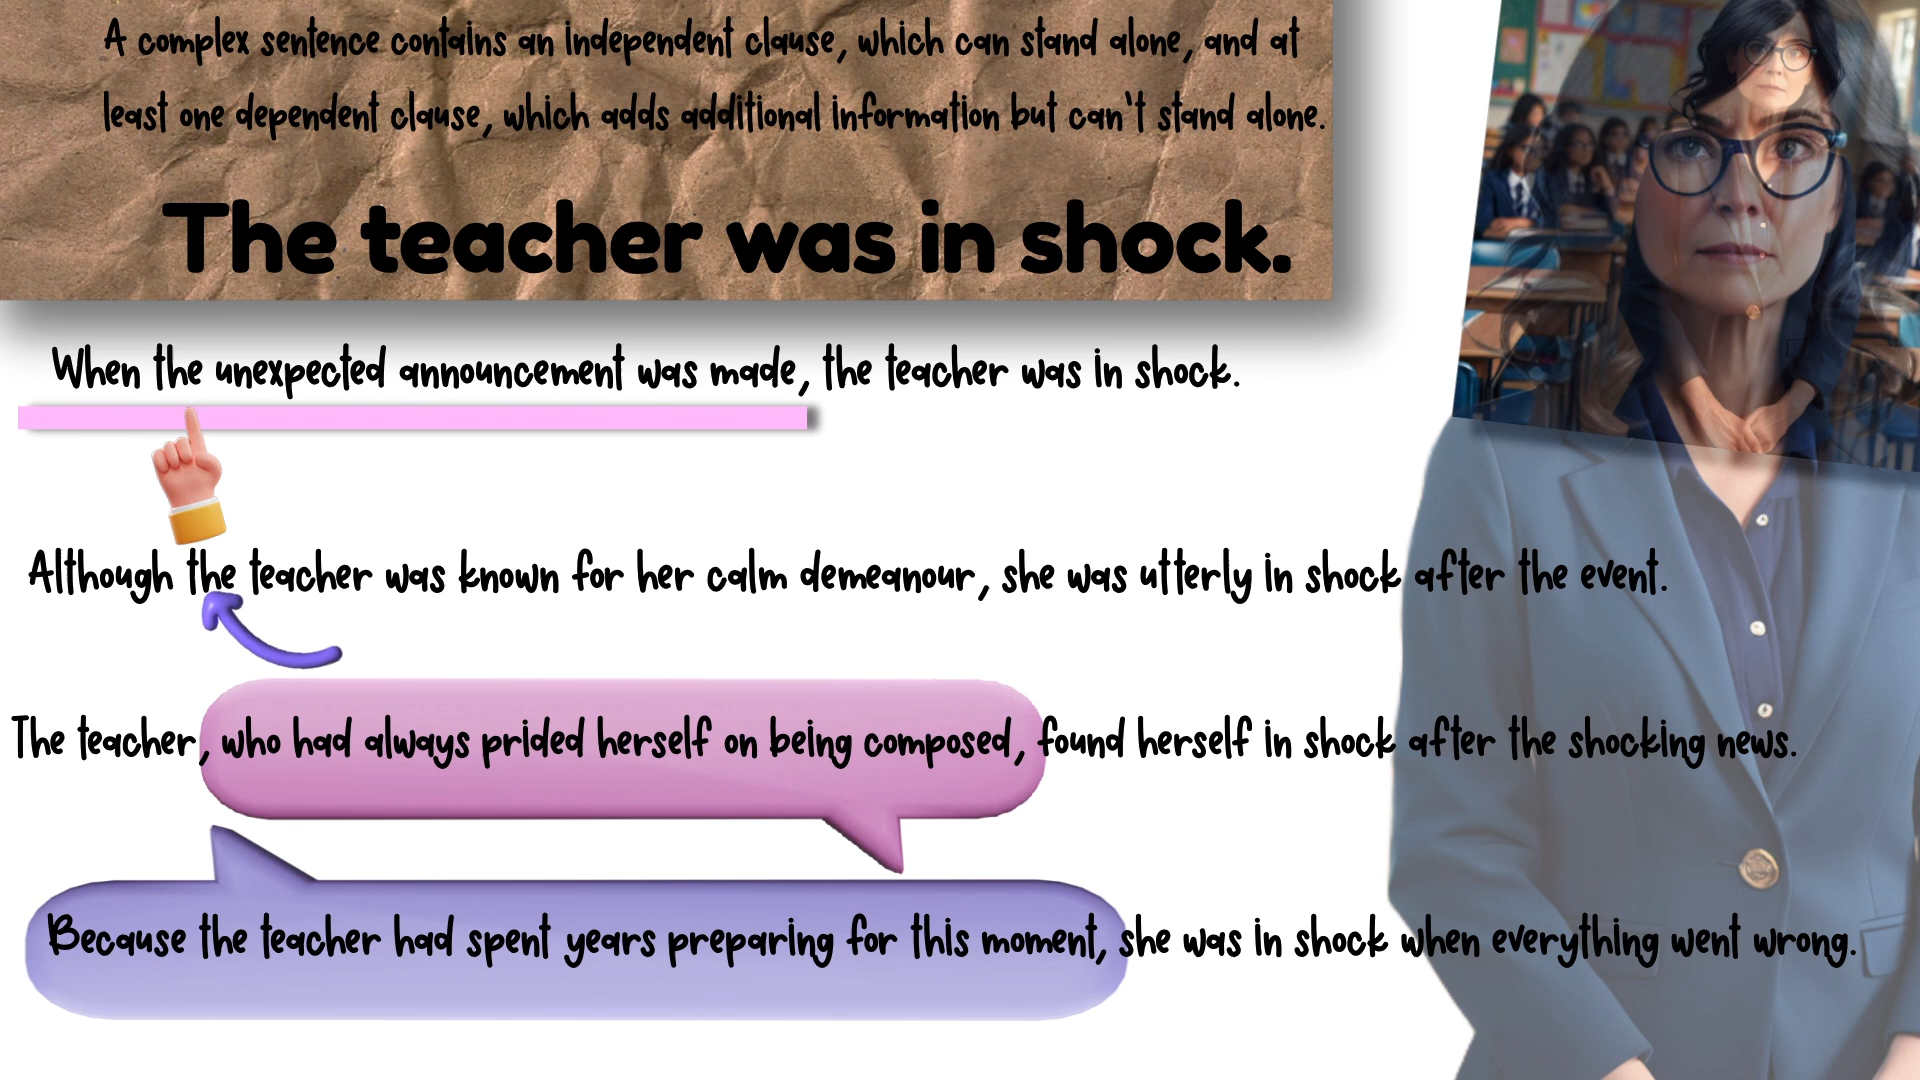 A complex sentence contains an independent clause, which can stand alone, and at
least one dependent clause, which adds additional information but can't stand alone.
The teacher was in shock.
When the unexpected announcement was made, the teacher was in shock.
Although the teacher was known for her calm demeanour, she was utterly in shock after the event.
The teacher, who had always prided herself on being composed, found herself in shock after the shocking news.
Because the teacher had spent years preparing for this moment, she was in shock when everything went wrong.